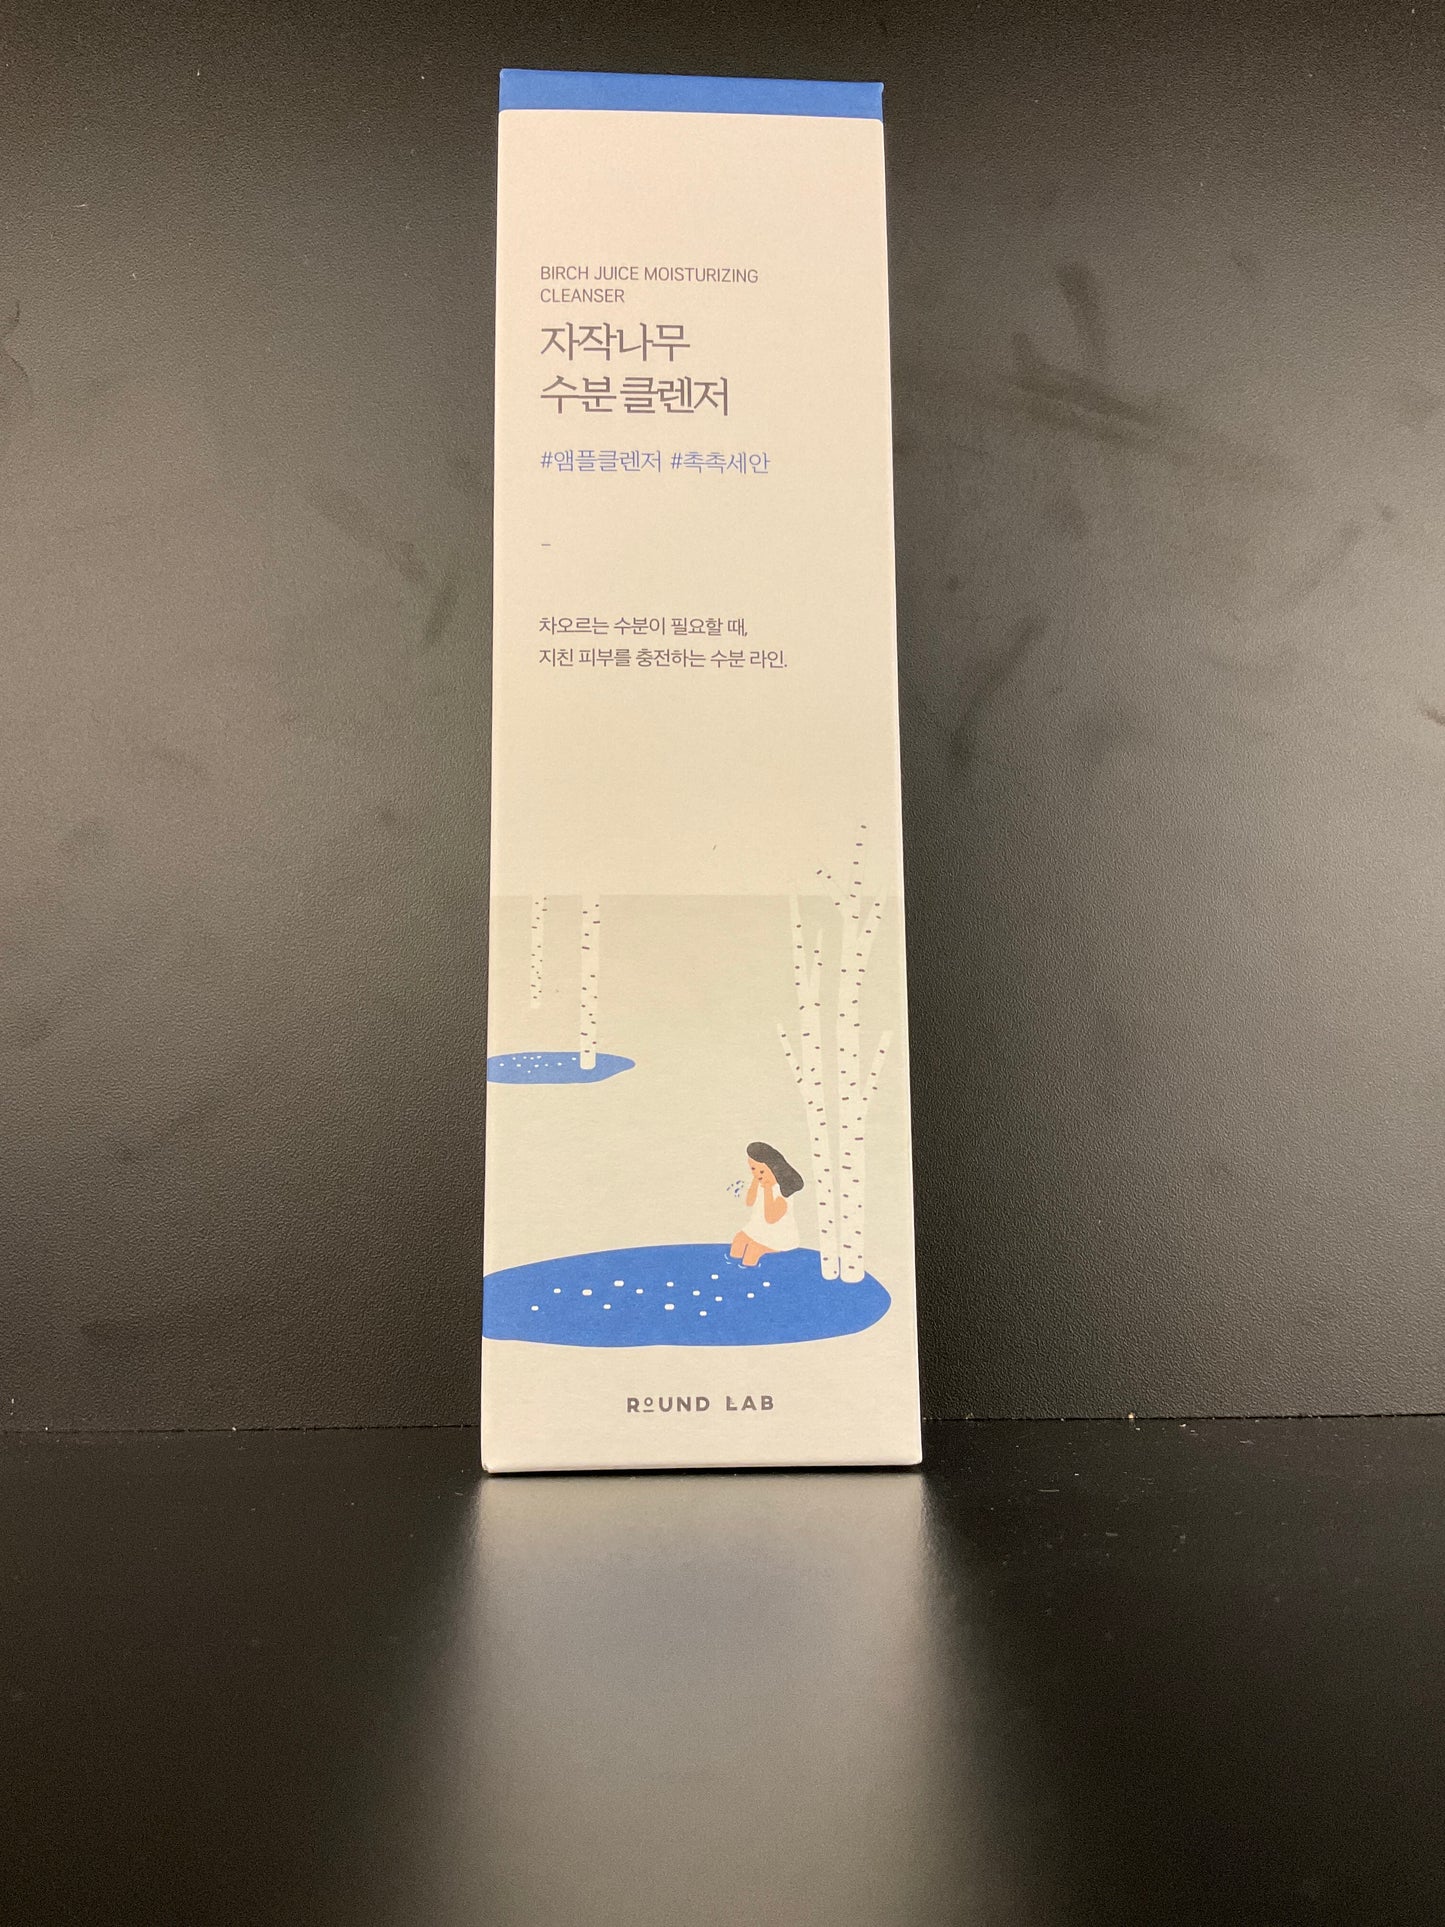 BIRCH JUICE MOISTURIZING
CLEANSER
자작나무
수분 클렌저
#앰플클렌저 #촉촉세안
–
차오르는 수분이 필요할 때,
지친 피부를 충전하는 수분 라인.
ROUND LAB